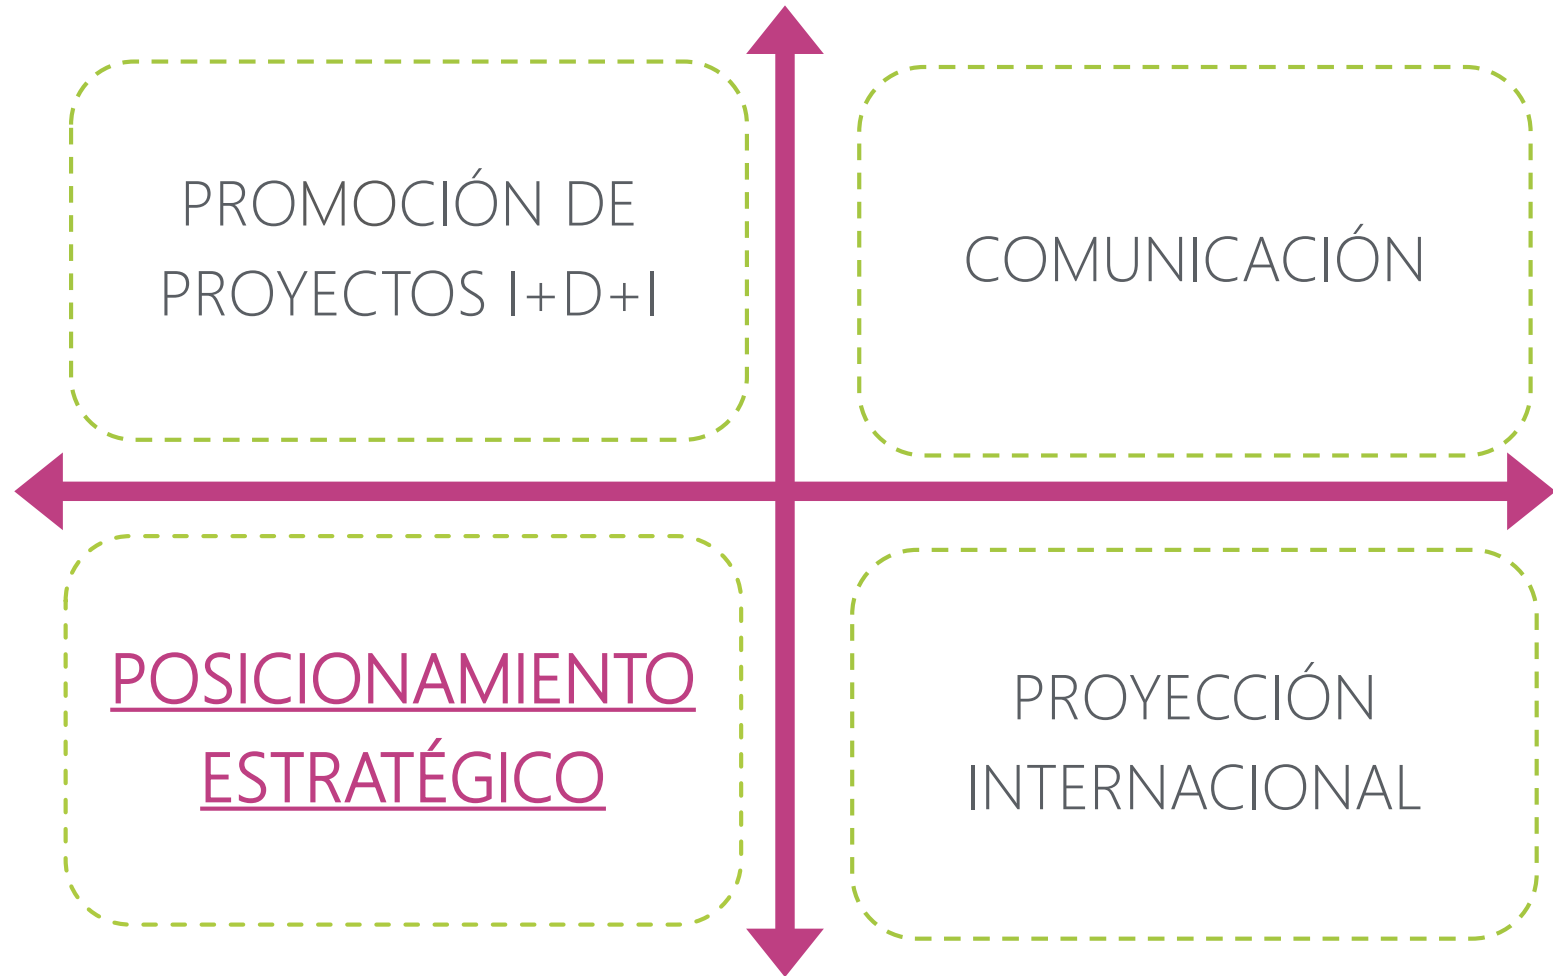 PROMOCIÓN DE
PROYECTOS I+D+I
COMUNICACIÓN
POSICIONAMIENTO
ESTRATÉGICO
PROYECCIÓN
INTERNACIONAL